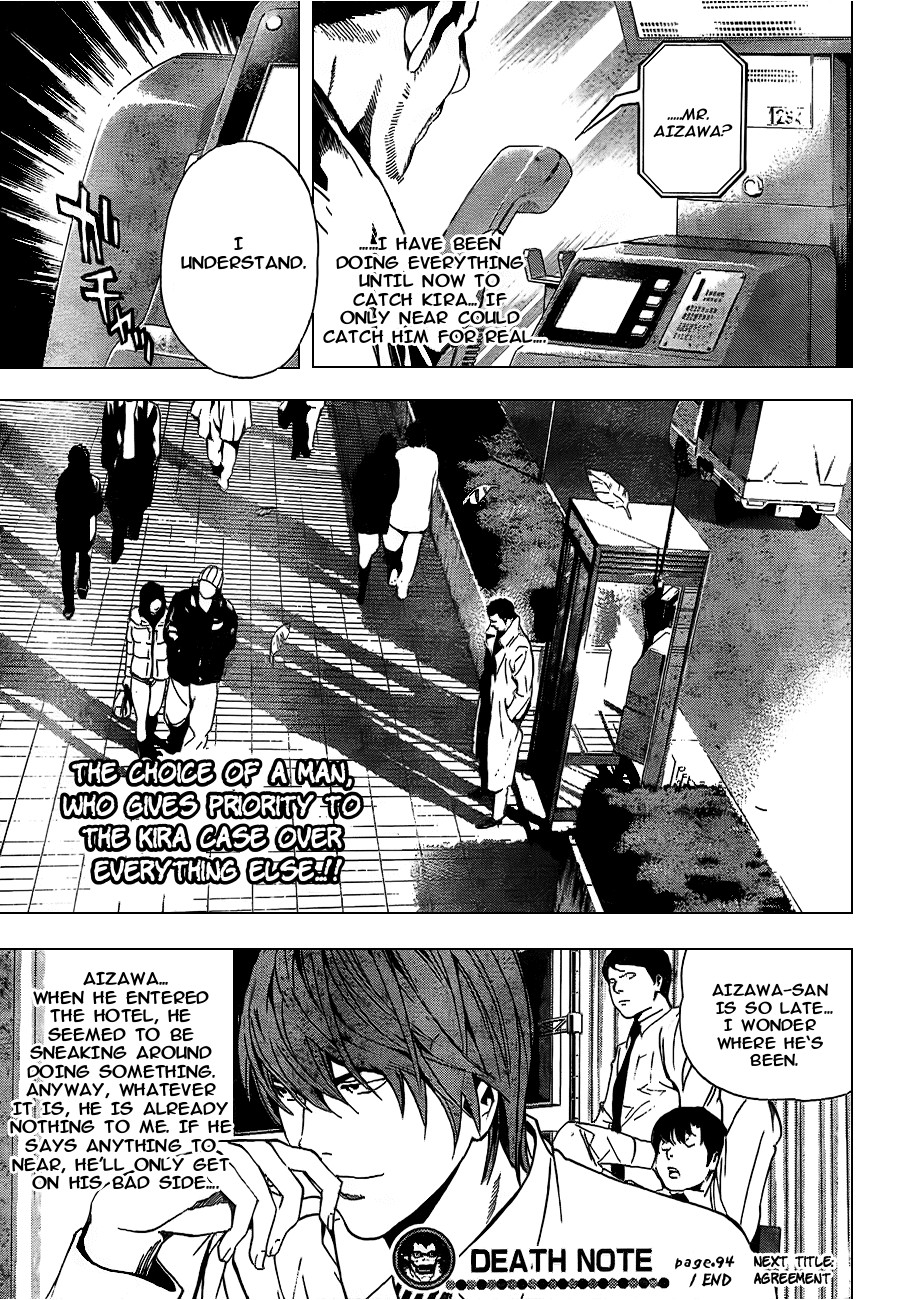 .....MR.
AIZAWA?
......I HAVE BEEN
DOING EVERYTHING
UNTIL NOW TO
CATCH KIRA... IF
ONLY NEAR COULD
CATCH HIM FOR REAL....
I
UNDERSTAND.
THE CHOICE OF A MAN,
WHO GIVES PRIORITY TO
THE KIRA CASE OVER
EVERYTHING ELSE..!!
AIZAWA-SAN
IS SO LATE...
I WONDER
WHERE HE'S
BEEN.
AIZAWA...
WHEN HE ENTERED
THE HOTEL, HE
SEEMED TO BE
SNEAKING AROUND
DOING SOMETHING.
ANYWAY, WHATEVER
IT IS, HE IS ALREADY
NOTHING TO ME. IF HE
SAYS ANYTHING TO
NEAR, HE'LL ONLY GET
ON HIS BAD SIDE....
DEATH NOTE
page.94
/ END
NEXT TITLE:
AGREEMENT